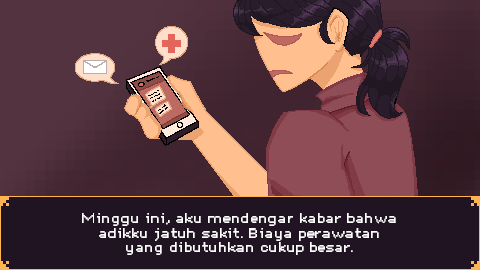 Minggu ini, aku mendengar kabar bahwa
adikku jatuh sakit. Biaya perawatan
yang dibutuhkan cukup besar.